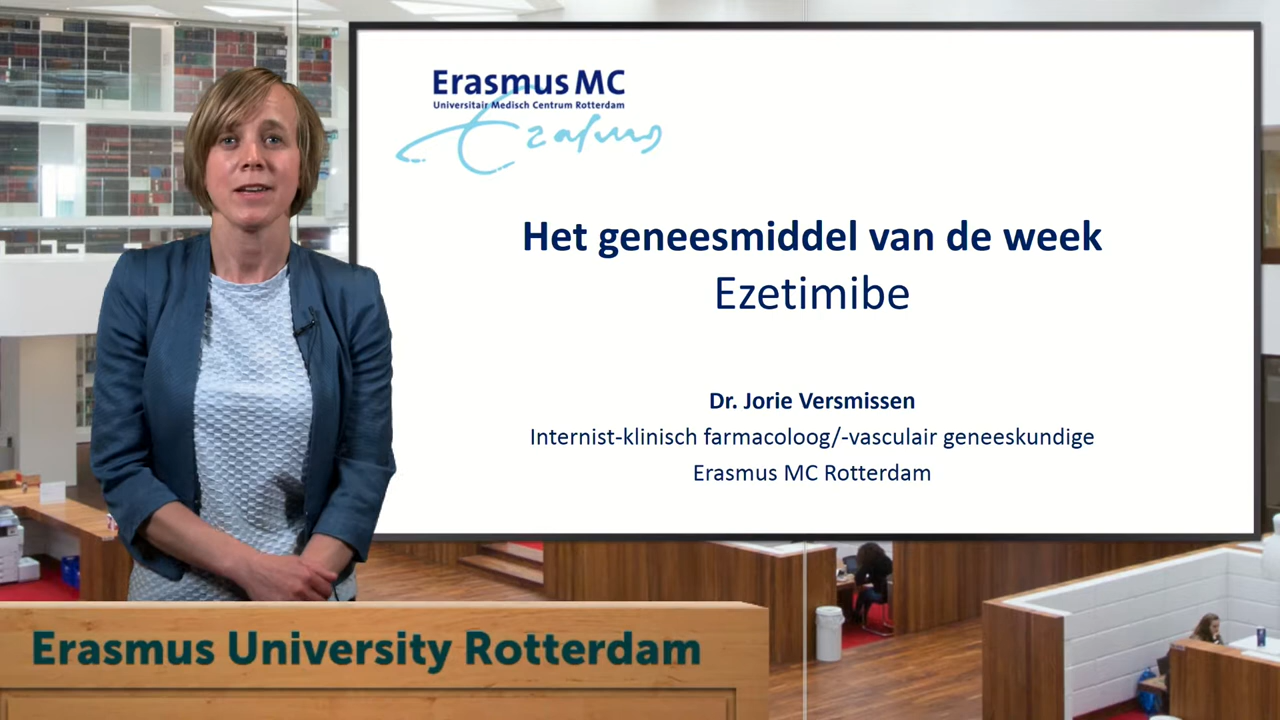 Erasmus MC
Universitair Medisch Centrum Rotterdam
Erasmus
Het geneesmiddel van de week
Ezetimibe
Dr. Jorie Versmissen
Internist-klinisch farmacoloog/-vasculair geneeskundige
Erasmus MC Rotterdam
Erasmus University Rotterdam